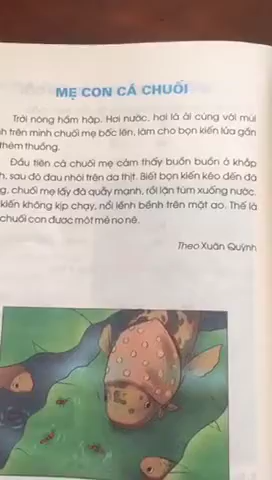 MẸ CON CÁ CHUỐI
Trời nóng hầm hập. Hơi nước, hơi lá ải cùng với mùi
h trên mình chuối mẹ bốc lên, làm cho bọn kiến lửa gần
thèm thuồng.
Đầu tiên cá chuối mẹ cảm thấy buồn buồn ở khắp
h, sau đó đau nhói trên da thịt. Biết bọn kiến kéo đến đã
g, chuối mẹ lấy đà quẫy mạnh, rồi lặn tùm xuống nước.
kiến không kịp chạy, nổi lềnh bềnh trên mặt ao. Thế là
chuối con được một mẻ no nê.
Theo Xuân Quỳnh